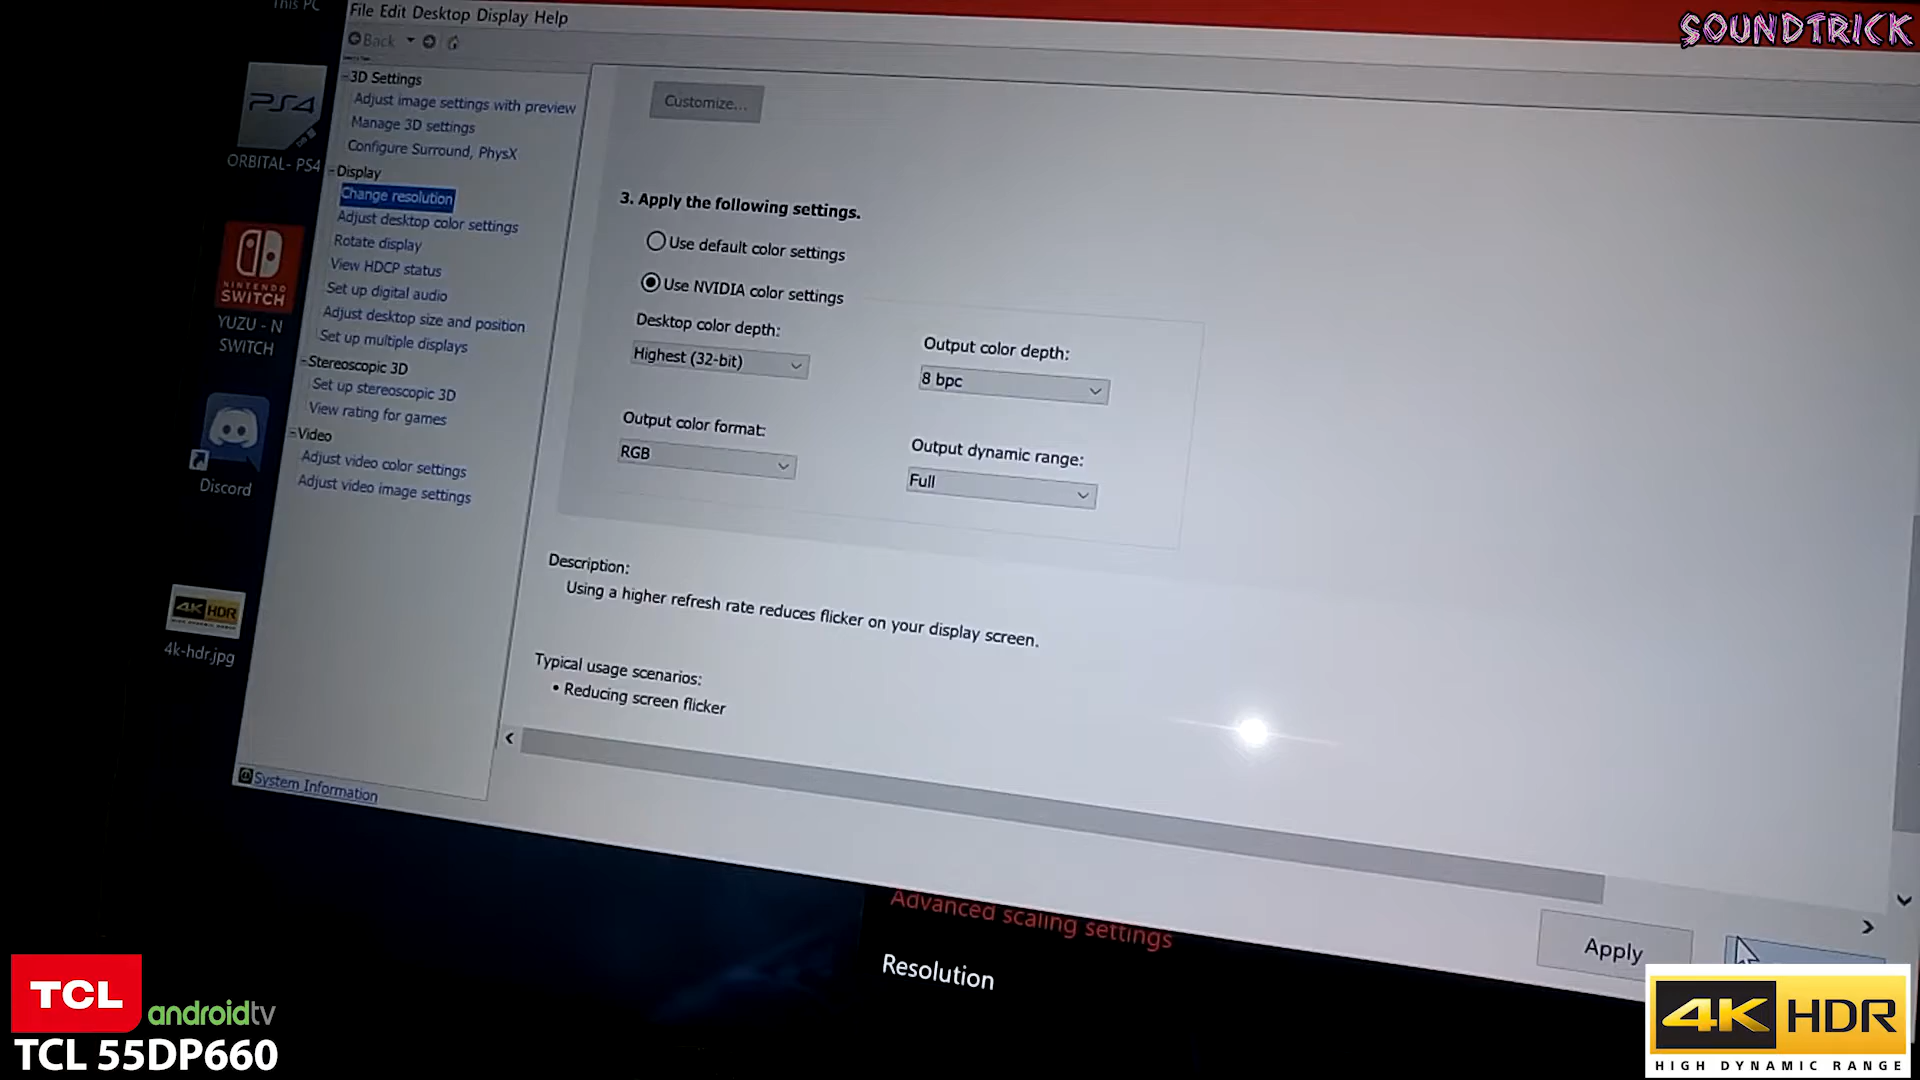 This PC
SOUNDTRICK
File Edit Desktop Display Help
Back
3D Settings
Adjust image settings with preview
Manage 3D settings
Configure Surround, PhysX
Display
Change resolution
Adjust desktop color settings
Rotate display
View HDCP status
Set up digital audio
Adjust desktop size and position
Set up multiple displays
Stereoscopic 3D
Set up stereoscopic 3D
View rating for games
Video
Adjust video color settings
Adjust video image settings
System Information
PS4
ORBITAL- PS4
NINTENDO
SWITCH
YUZU - N
SWITCH
Discord
4K HDR
4k-hdr.jpg
Customize...
3. Apply the following settings.
Use default color settings
Use NVIDIA color settings
Desktop color depth:
Highest (32-bit)
Output color depth:
8 bpc
Output color format:
RGB
Output dynamic range:
Full
Description:
Using a higher refresh rate reduces flicker on your display screen.
Typical usage scenarios:
• Reducing screen flicker
Apply
Advanced scaling settings
Resolution
TCL
androidtv
TCL 55DP660
4K HDR
HIGH DYNAMIC RANGE